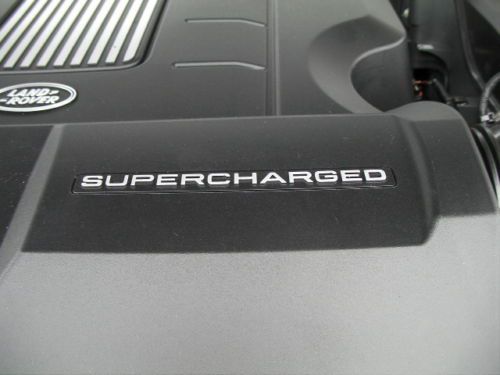 LAND-
-ROVER
SUPERCHARGED